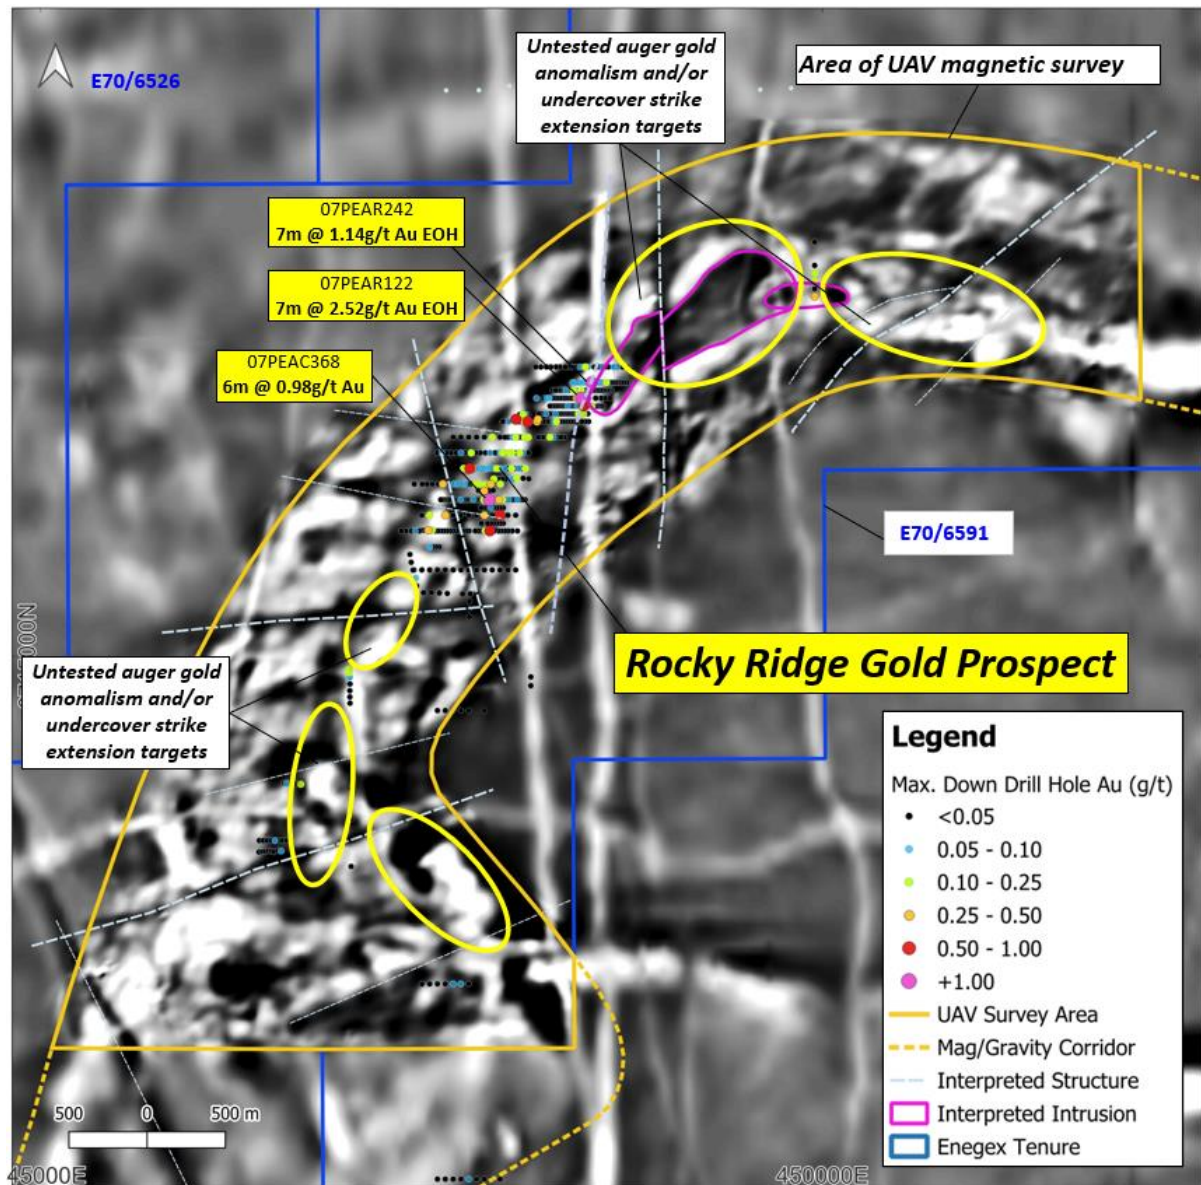 Untested auger gold
anomalism and/or
undercover strike
extension targets
Area of UAV magnetic survey
E70/6526
07PEAR242
7m @ 1.14g/t Au EOH
07PEAR122
7m @ 2.52g/t Au EOH
07PEAC368
6m @ 0.98g/t Au
E70/6591
Rocky Ridge Gold Prospect
Untested auger gold
anomalism and/or
undercover strike
extension targets
Legend
Max. Down Drill Hole Au (g/t)
<0.05
0.05 - 0.10
0.10 - 0.25
0.25 - 0.50
0.50 - 1.00
+1.00
UAV Survey Area
Mag/Gravity Corridor
Interpreted Structure
Interpreted Intrusion
Enegex Tenure
500 0 500 m
45000E
450000E